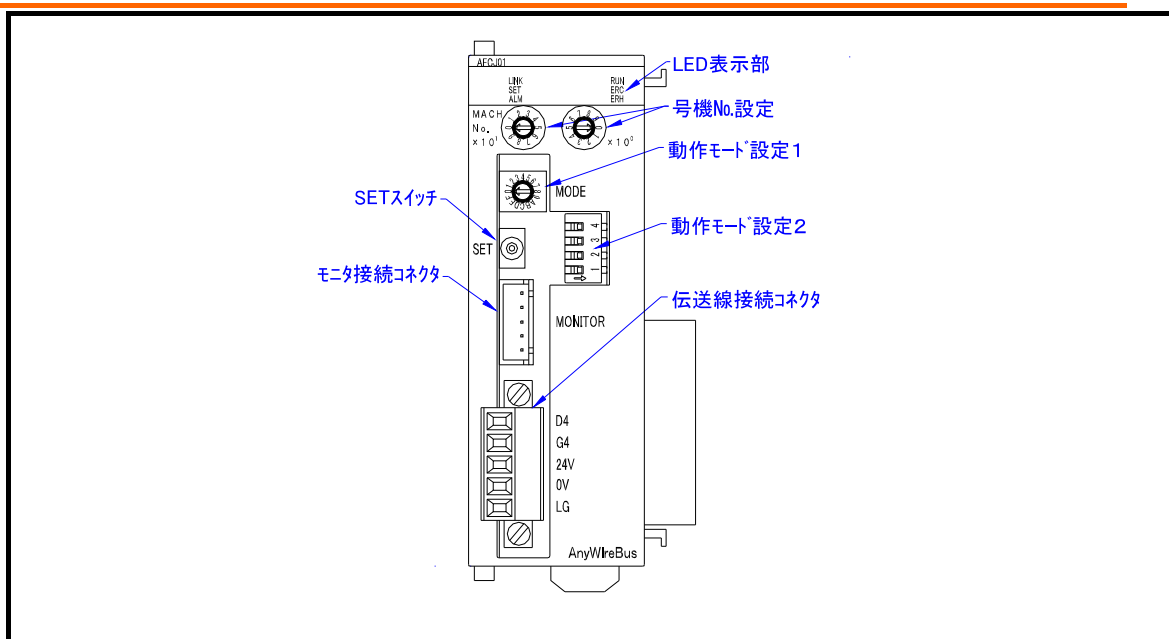 AFCJ01
LINK
SET
ALM
RUN
ERC
ERH
LED表示部
MACH
No.
×10¹
×10⁰
号機No.設定
動作モード設定1
MODE
SETスイッチ
SET
4
3
2
1
動作モード設定2
モニタ接続コネクタ
MONITOR
伝送線接続コネクタ
D4
G4
24V
0V
LG
AnyWireBus